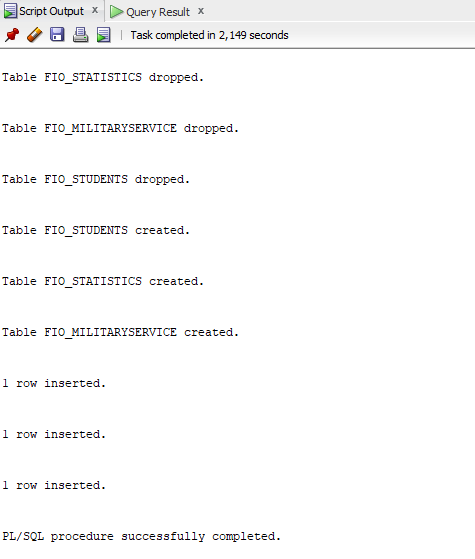 Script Output x Query Result x
Task completed in 2,149 seconds
Table FIO_STATISTICS dropped.
Table FIO_MILITARYSERVICE dropped.
Table FIO_STUDENTS dropped.
Table FIO_STUDENTS created.
Table FIO_STATISTICS created.
Table FIO_MILITARYSERVICE created.
1 row inserted.
1 row inserted.
1 row inserted.
PL/SQL procedure successfully completed.